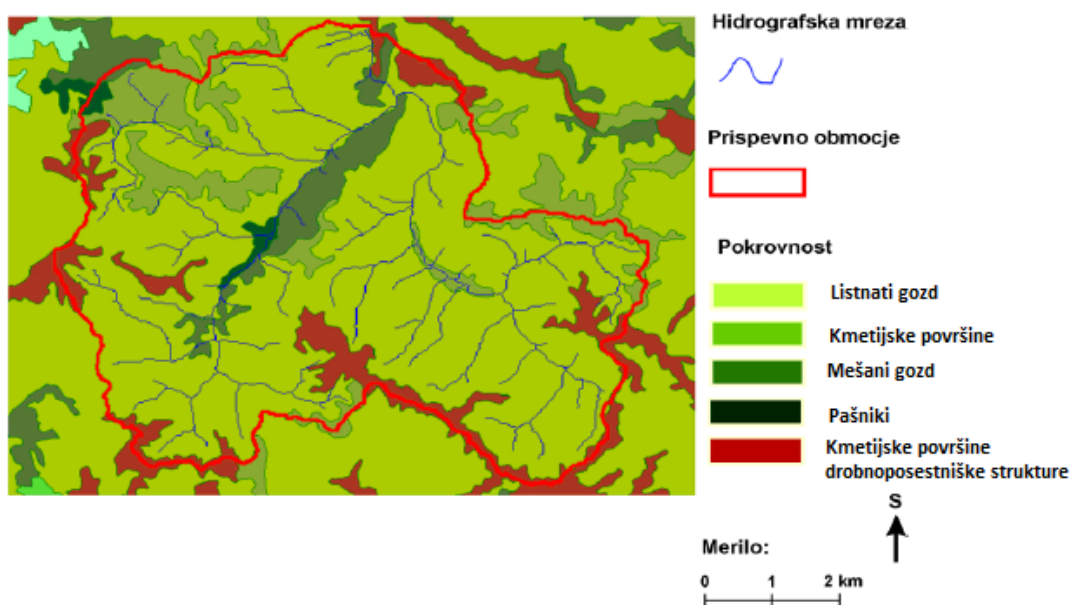 Hidrografska mreza
Prispevno obmocje
Pokrovnost
Listnati gozd
Kmetijske površine
Mešani gozd
Pašniki
Kmetijske površine
drobnoposestniške strukture
S
Merilo:
0 1 2 km